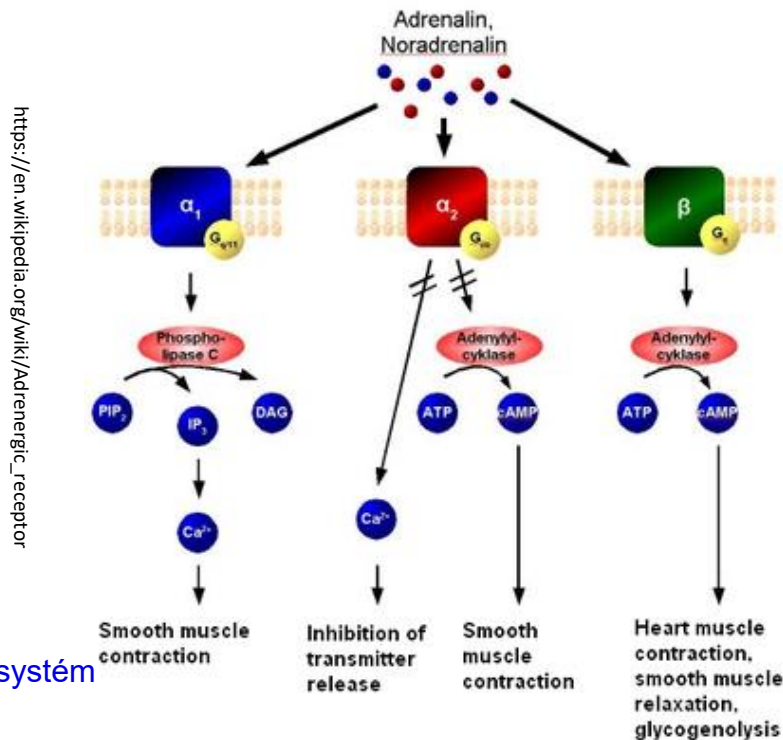 Adrenalin,
Noradrenalin
https://en.wikipedia.org/wiki/Adrenergic_receptor
α₁
G q/11
α₂
G
β
G
Phospho-
lipase C
Adenylyl-
cyklase
Adenylyl-
cyklase
PIP₂
IP₃
DAG
ATP
cAMP
ATP
cAMP
Ca²⁺
Ca²⁺
Smooth muscle
contraction
Inhibition of
transmitter
release
Smooth
muscle
contraction
Heart muscle
contraction,
smooth muscle
relaxation,
glycogenolysis
systém